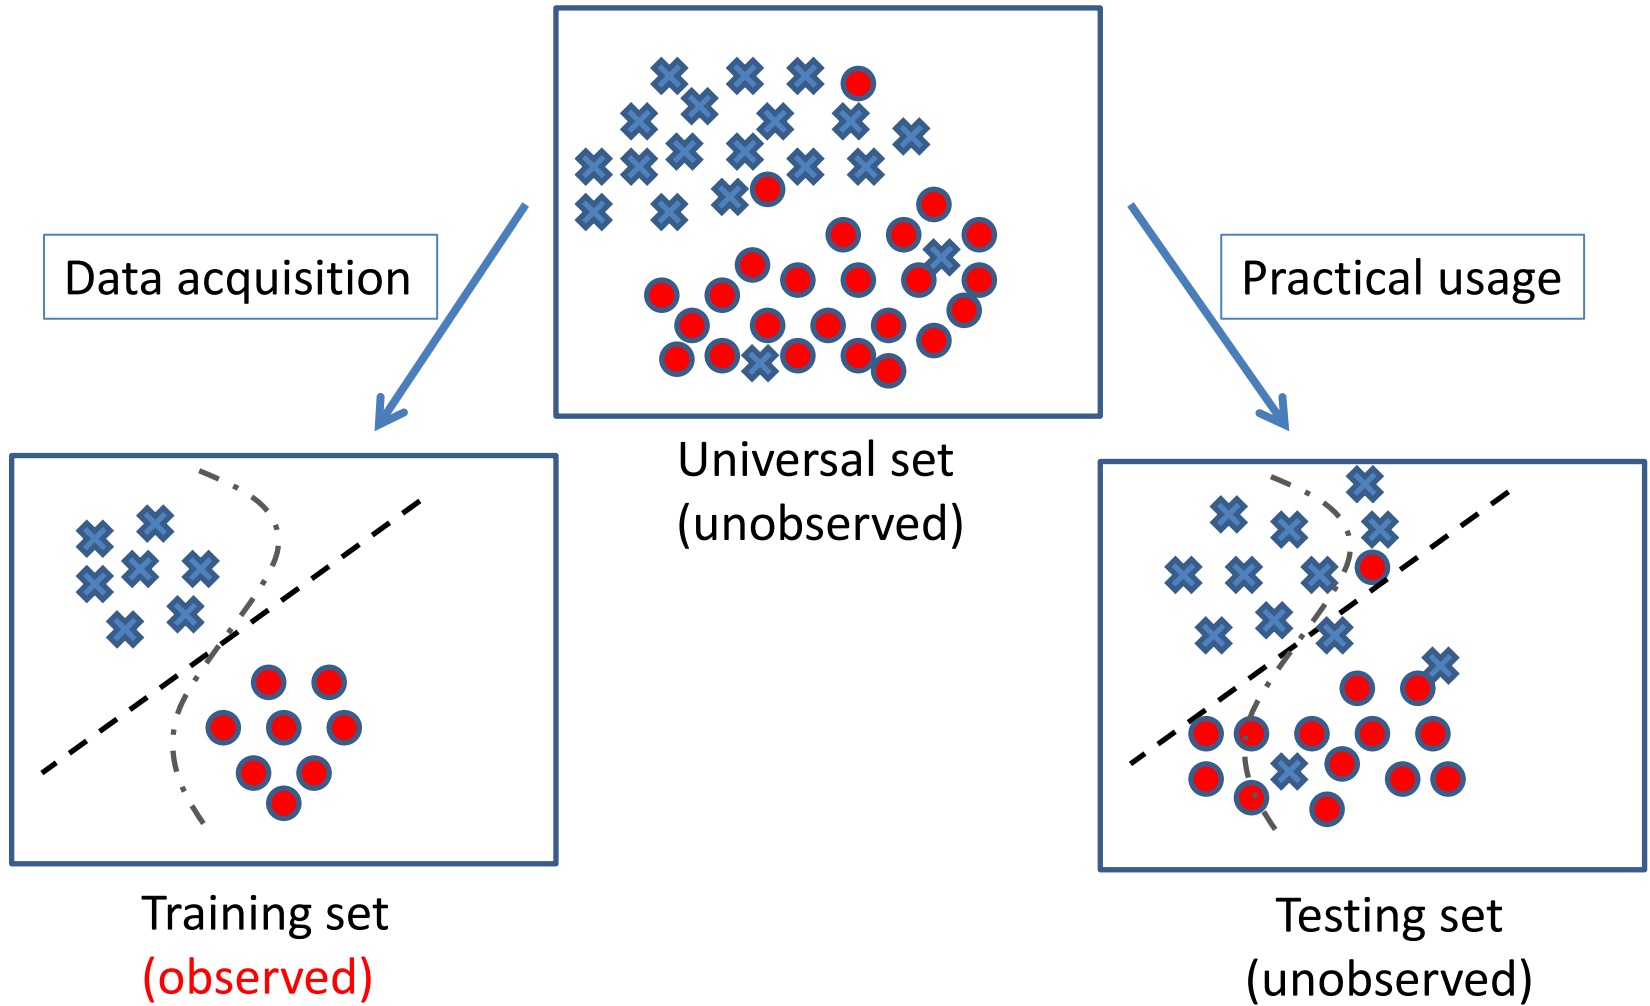 Data acquisition
Practical usage
Universal set
(unobserved)
Training set
(observed)
Testing set
(unobserved)